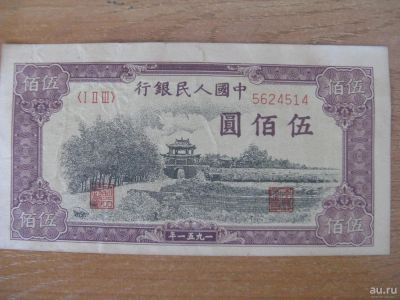 行銀民人國中
〈I II III〉 5624514
圓佰伍
伍佰
伍佰
伍佰
伍佰
年一五九一
au.ru